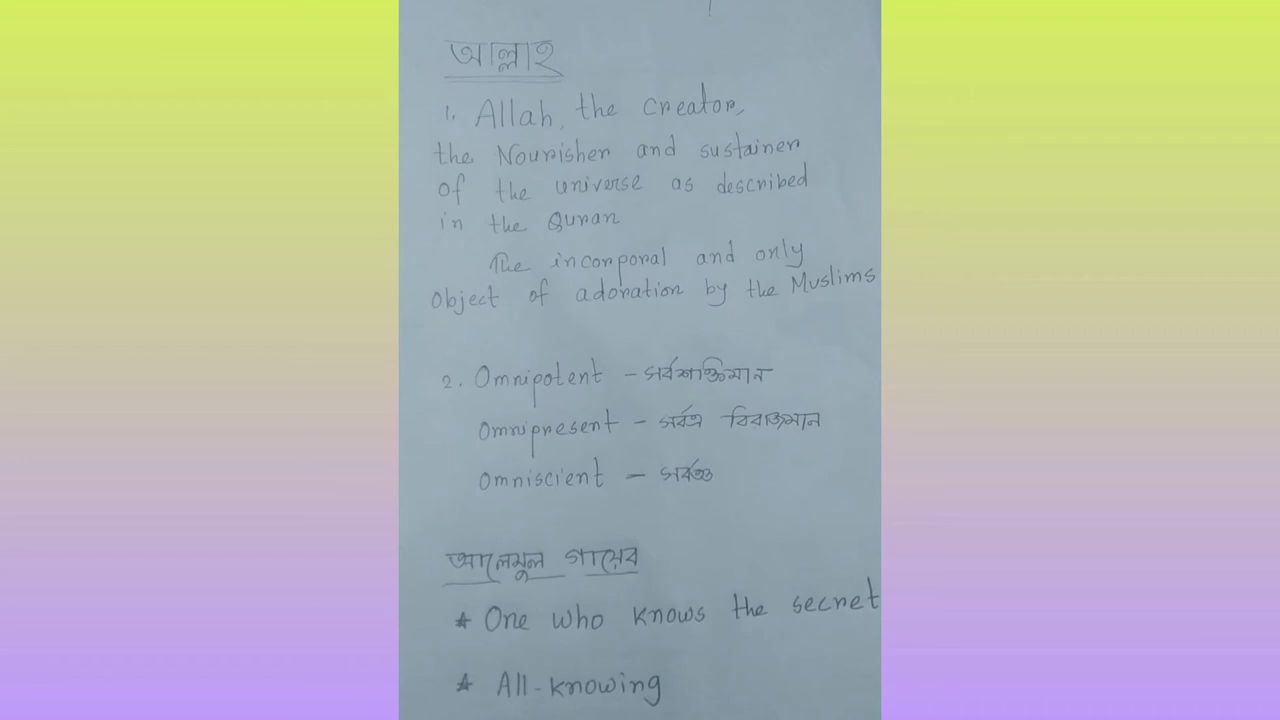 আল্লাহ
1. Allah, the creator,
the Nourisher and sustainer
of the universe as described
in the Quran
The incorporal and only
object of adoration by the Muslims
2. Omnipotent - সর্বশক্তিমান
Omnipresent - সর্বত্র বিরাজমান
Omniscient - সর্বজ্ঞ
আলেমুল গায়েব
* One who knows the secret
* All-knowing